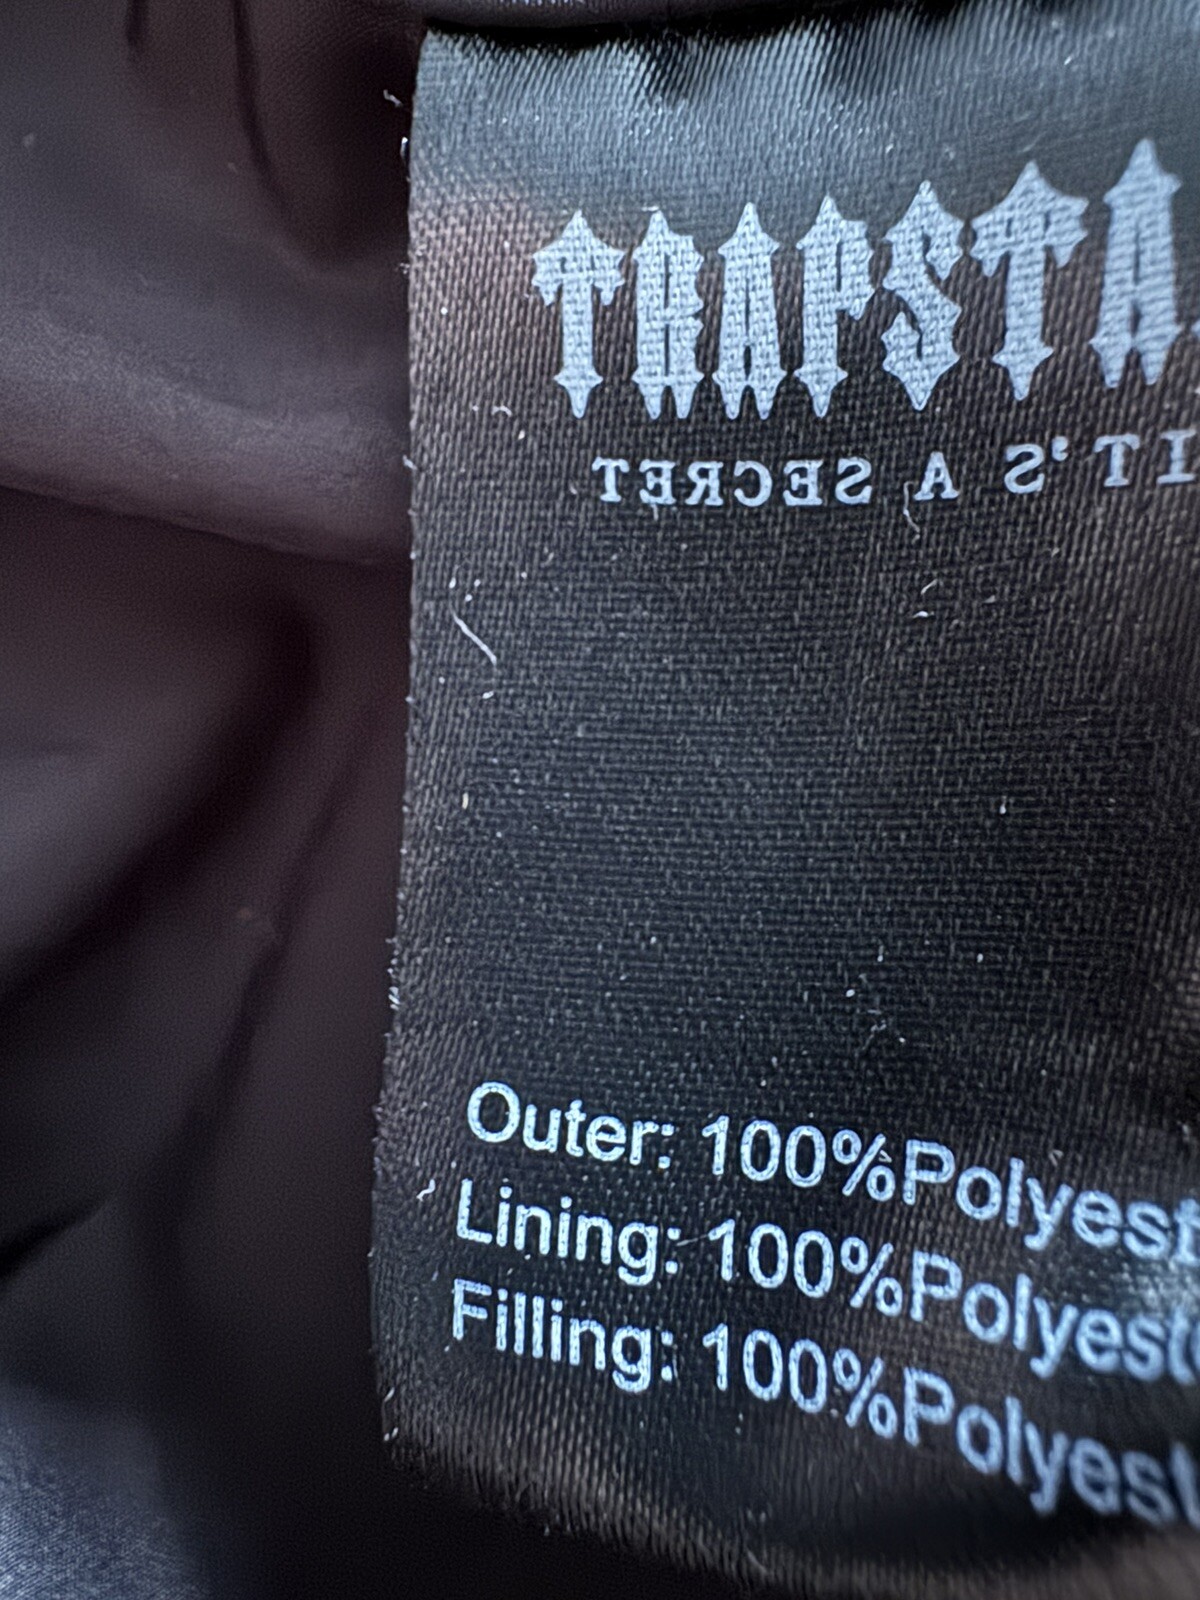 TRAPSTA
IT'S A SECRET
Outer: 100%Polyest
Lining: 100%Polyest
Filling: 100%Polyest